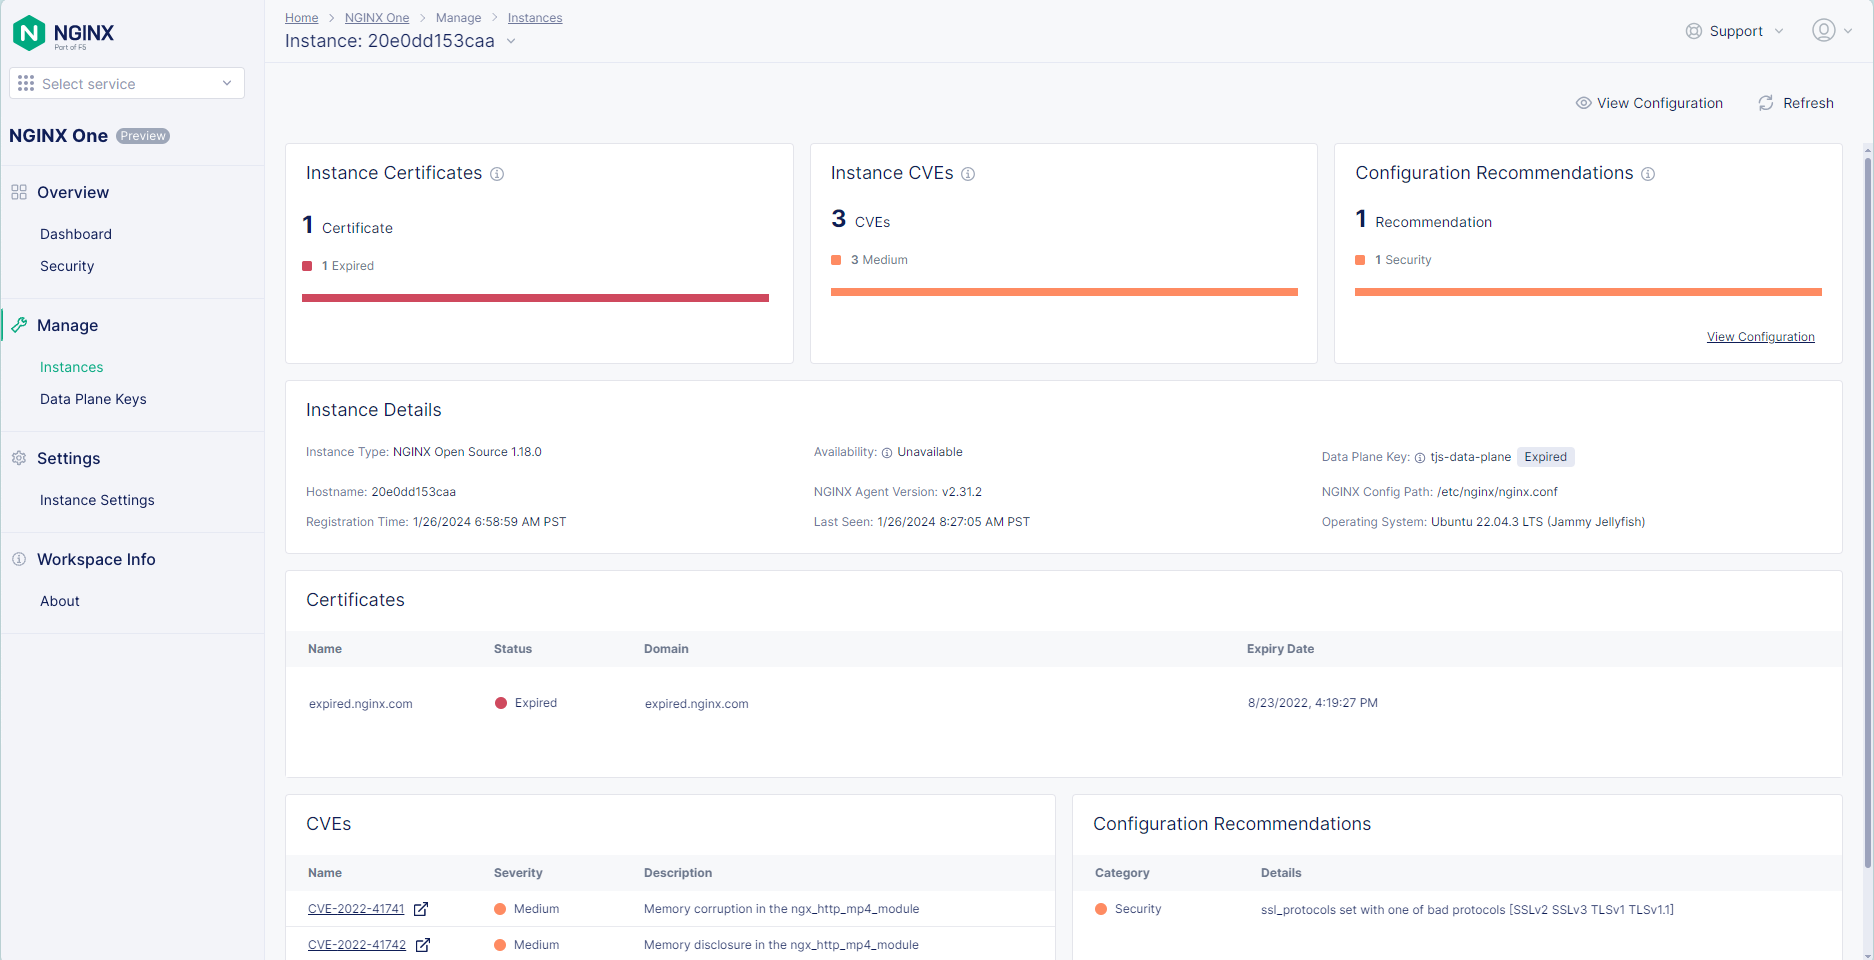 NGINX
Part of F5
Select service
NGINX One Preview
Overview
Dashboard
Security
Manage
Instances
Data Plane Keys
Settings
Instance Settings
Workspace Info
About
Home > NGINX One > Manage > Instances
Instance: 20e0dd153caa
Support
View Configuration
Refresh
Instance Certificates
1 Certificate
1 Expired
Instance CVEs
3 CVEs
3 Medium
Configuration Recommendations
1 Recommendation
1 Security
View Configuration
Instance Details
Instance Type: NGINX Open Source 1.18.0
Availability: Unavailable
Data Plane Key: tjs-data-plane Expired
Hostname: 20e0dd153caa
NGINX Agent Version: v2.31.2
NGINX Config Path: /etc/nginx/nginx.conf
Registration Time: 1/26/2024 6:58:59 AM PST
Last Seen: 1/26/2024 8:27:05 AM PST
Operating System: Ubuntu 22.04.3 LTS (Jammy Jellyfish)
Certificates
Name Status Domain Expiry Date
expired.nginx.com Expired expired.nginx.com 8/23/2022, 4:19:27 PM
CVEs
Name Severity Description
CVE-2022-41741 Medium Memory corruption in the ngx_http_mp4_module
CVE-2022-41742 Medium Memory disclosure in the ngx_http_mp4_module
Configuration Recommendations
Category Details
Security ssl_protocols set with one of bad protocols [SSLv2 SSLv3 TLSv1 TLSv1.1]